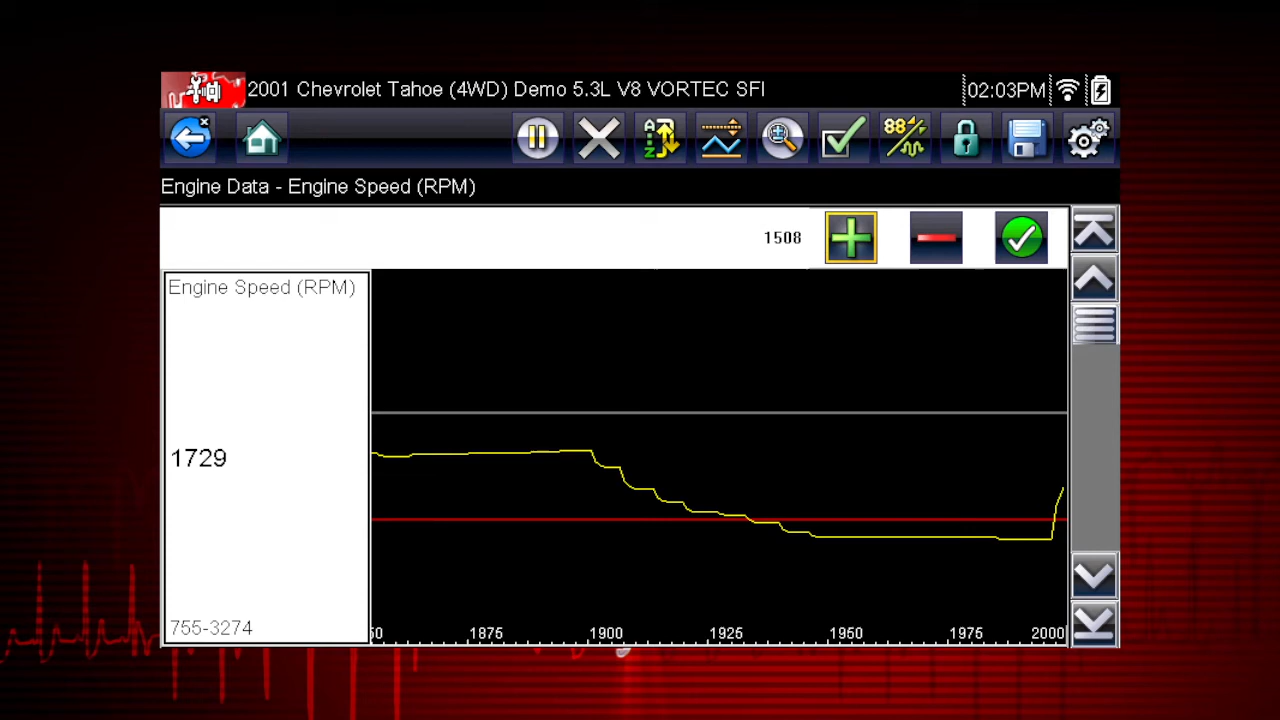 2001 Chevrolet Tahoe (4WD) Demo 5.3L V8 VORTEC SFI 02:03PM
A Z 88
Engine Data - Engine Speed (RPM)
1508
Engine Speed (RPM)
1729
755-3274
50 1875 1900 1925 1950 1975 2000